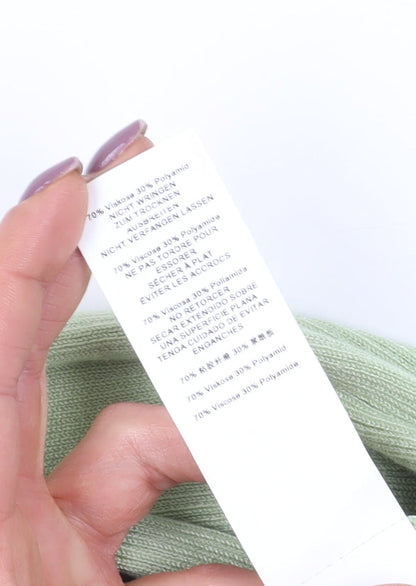 70% Viskose 30% Polyamid
NICHT WRINGEN
ZUM TROCKNEN
AUSBREITEN
NICHT VERFANGEN LASSEN
70% Viscose 30% Polyamide
NE PAS TORDRE POUR
ESSORER
SÉCHER À PLAT
ÉVITER LES ACCROCS
70% Viscosa 30% Poliamida
NO RETORCER
SECAR EXTENDIDO SOBRE
UNA SUPERFICIE PLANA
TENGA CUIDADO DE EVITAR
ENGANCHES
70% 粘胶纤维 30% 聚酰胺
70% Viskose 30% Polyamid
70% Viscose 30% Polyamide